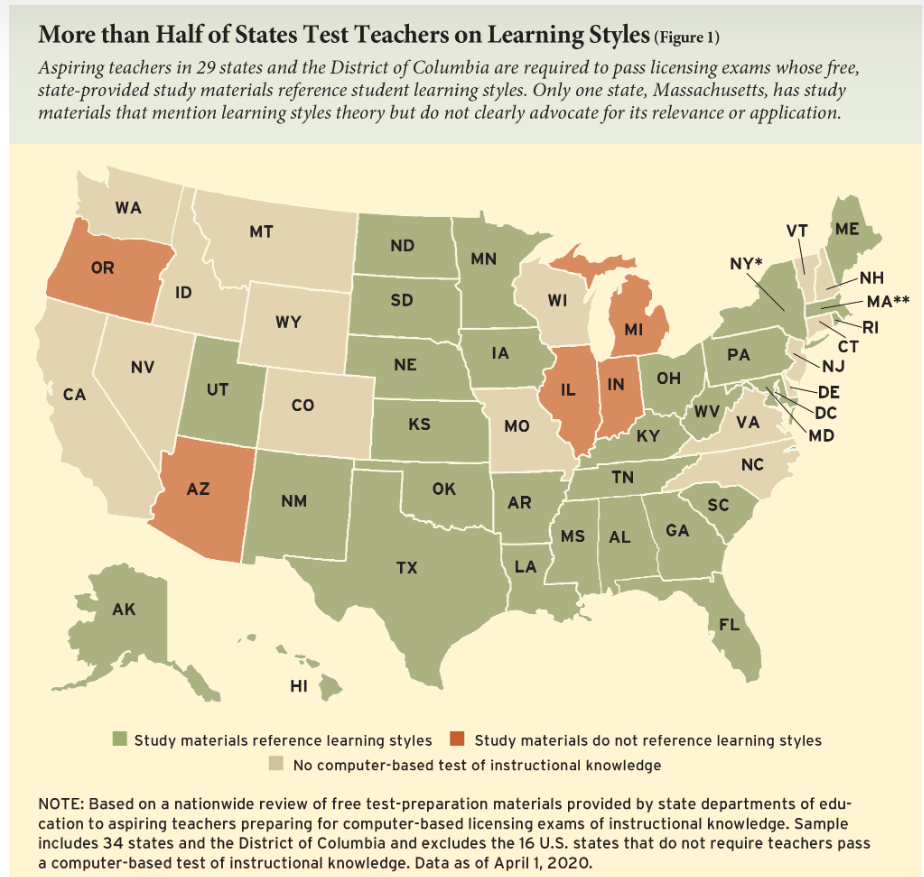 More than Half of States Test Teachers on Learning Styles (Figure 1)
Aspiring teachers in 29 states and the District of Columbia are required to pass licensing exams whose free,
state-provided study materials reference student learning styles. Only one state, Massachusetts, has study
materials that mention learning styles theory but do not clearly advocate for its relevance or application.
WA
MT
ND
MN
VT
ME
OR
ID
NY*
NH
SD
WI
MA**
WY
MI
RI
CT
IA
PA
NJ
NV
NE
UT
OH
IL
IN
DE
CA
CO
DC
KS
MO
WV
VA
MD
KY
NC
TN
AZ
OK
NM
AR
SC
MS
AL
GA
TX
LA
AK
FL
HI
Study materials reference learning styles
Study materials do not reference learning styles
No computer-based test of instructional knowledge
NOTE: Based on a nationwide review of free test-preparation materials provided by state departments of edu-
cation to aspiring teachers preparing for computer-based licensing exams of instructional knowledge. Sample
includes 34 states and the District of Columbia and excludes the 16 U.S. states that do not require teachers pass
a computer-based test of instructional knowledge. Data as of April 1, 2020.